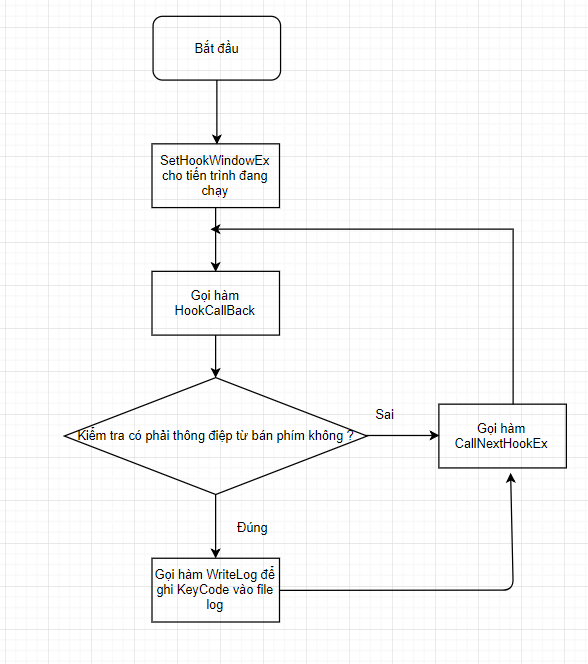 Bắt đầu
SetHookWindowEx
cho tiến trình đang
chạy
Gọi hàm
HookCallBack
Kiểm tra có phải thông điệp từ bán phím không ?
Sai
Gọi hàm
CallNextHookEx
Đúng
Gọi hàm WriteLog để
ghi KeyCode vào file
log